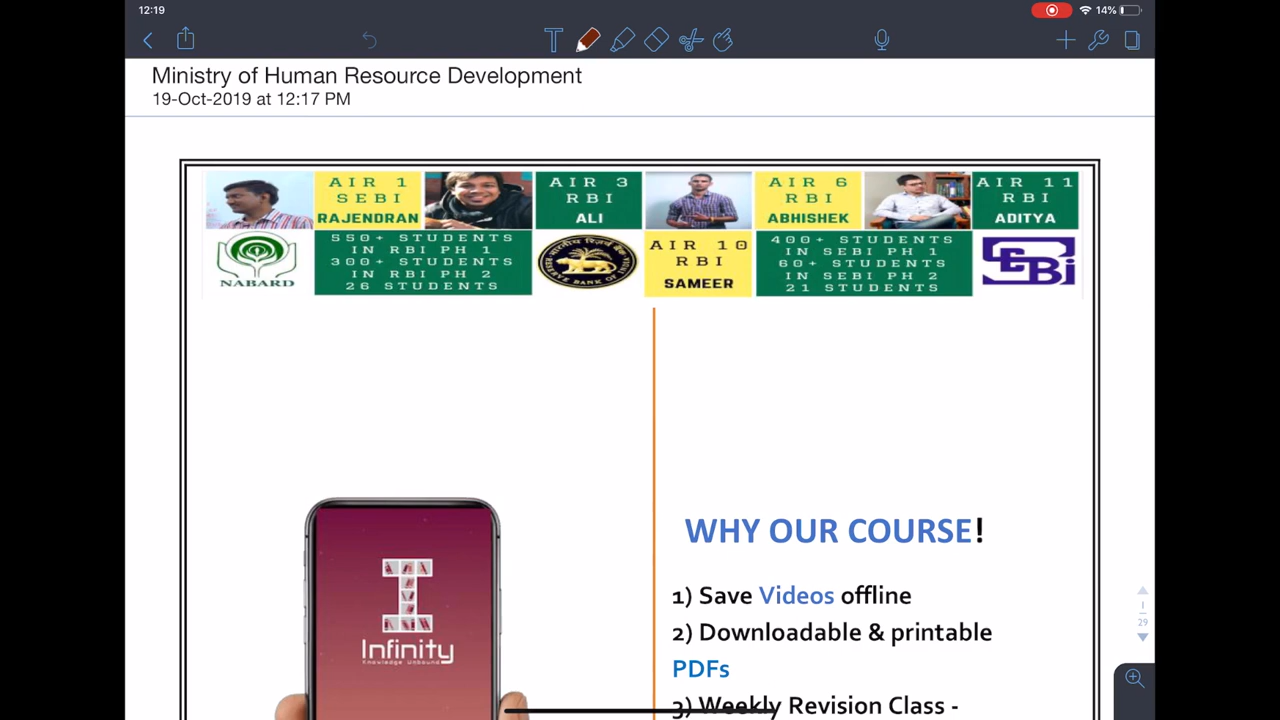 12:19
14%
Ministry of Human Resource Development
19-Oct-2019 at 12:17 PM
AIR 1
SEBI
RAJENDRAN
AIR 3
RBI
ALI
AIR 6
RBI
ABHISHEK
AIR 11
RBI
ADITYA
NABARD
550+ STUDENTS
IN RBI PH 1
300+ STUDENTS
IN RBI PH 2
26 STUDENTS
AIR 10
RBI
SAMEER
400+ STUDENTS
IN SEBI PH 1
60+ STUDENTS
IN SEBI PH 2
21 STUDENTS
SEBI
Infinity
Knowledge Unbound
WHY OUR COURSE!
1) Save Videos offline
2) Downloadable & printable
PDFs
3) Weekly Revision Class -
1
29